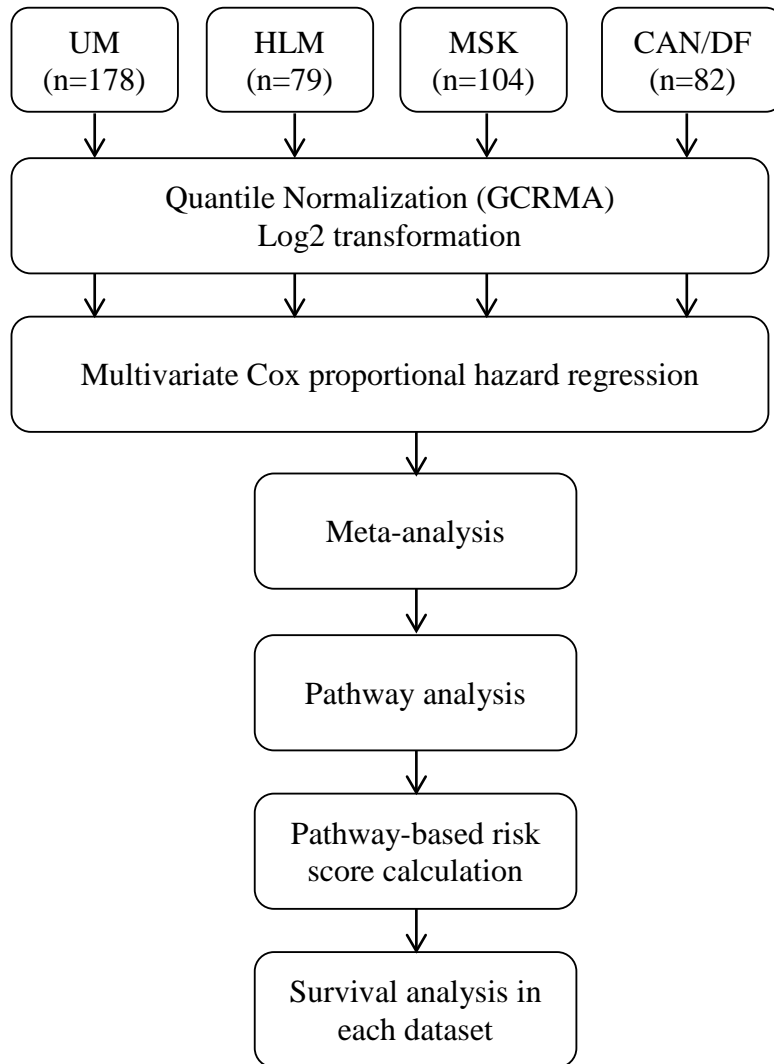 UM
(n=178)
HLM
(n=79)
MSK
(n=104)
CAN/DF
(n=82)
Quantile Normalization (GCRMA)
Log2 transformation
Multivariate Cox proportional hazard regression
Meta-analysis
Pathway analysis
Pathway-based risk
score calculation
Survival analysis in
each dataset